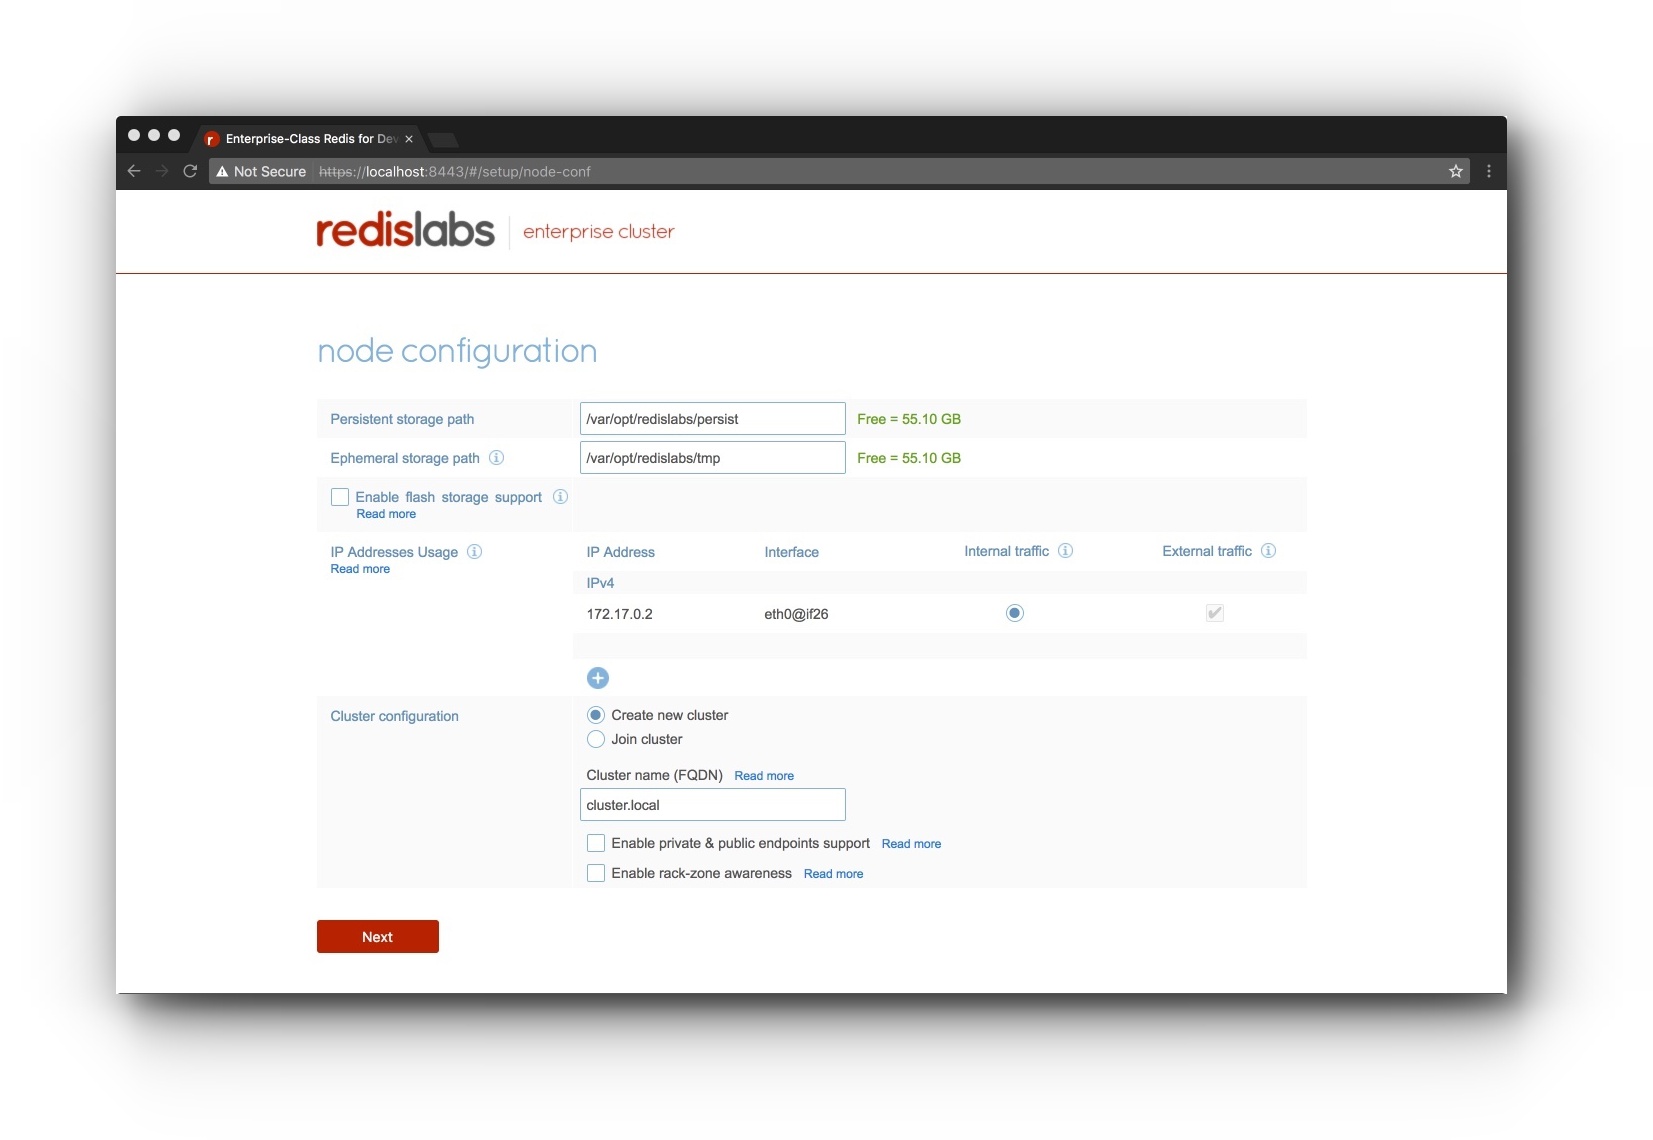 Enterprise-Class Redis for Dev
Not Secure https://localhost:8443/#/setup/node-conf
redislabs enterprise cluster
node configuration
Persistent storage path /var/opt/redislabs/persist Free = 55.10 GB
Ephemeral storage path /var/opt/redislabs/tmp Free = 55.10 GB
Enable flash storage support
Read more
IP Addresses Usage IP Address Interface Internal traffic External traffic
Read more
IPv4
172.17.0.2 eth0@if26
Cluster configuration Create new cluster
Join cluster
Cluster name (FQDN) Read more
cluster.local
Enable private & public endpoints support Read more
Enable rack-zone awareness Read more
Next